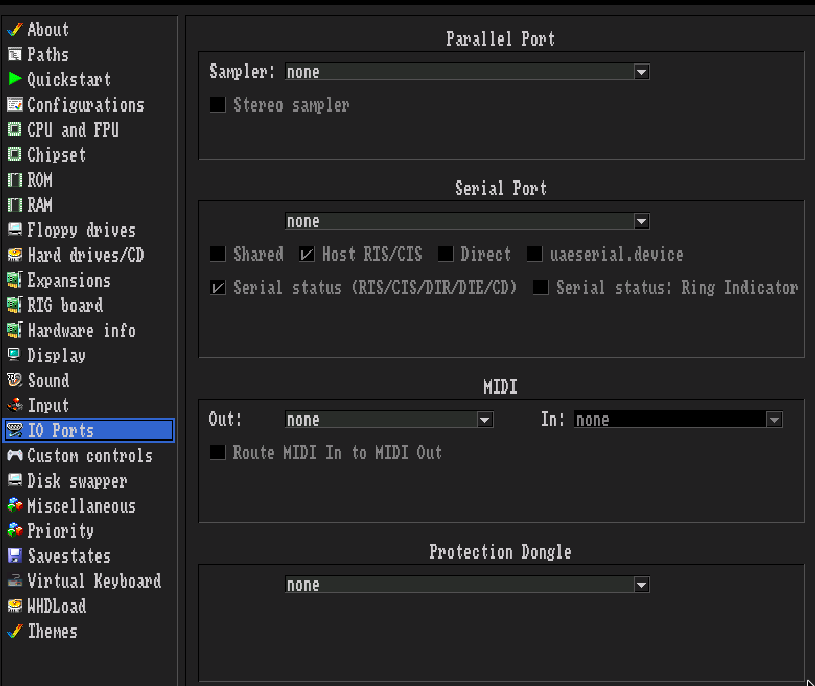 About
Paths
Quickstart
Configurations
CPU and FPU
Chipset
ROM
RAM
Floppy drives
Hard drives/CD
Expansions
RTG board
Hardware info
Display
Sound
Input
IO Ports
Custom controls
Disk swapper
Miscellaneous
Priority
Savestates
Virtual Keyboard
WHDLoad
Themes
Parallel Port
Sampler: none
Stereo sampler
Serial Port
none
Shared Host RTS/CTS Direct uaeserial.device
Serial status (RTS/CTS/DTR/DTE/CD) Serial status: Ring Indicator
MIDI
Out: none In: none
Route MIDI In to MIDI Out
Protection Dongle
none